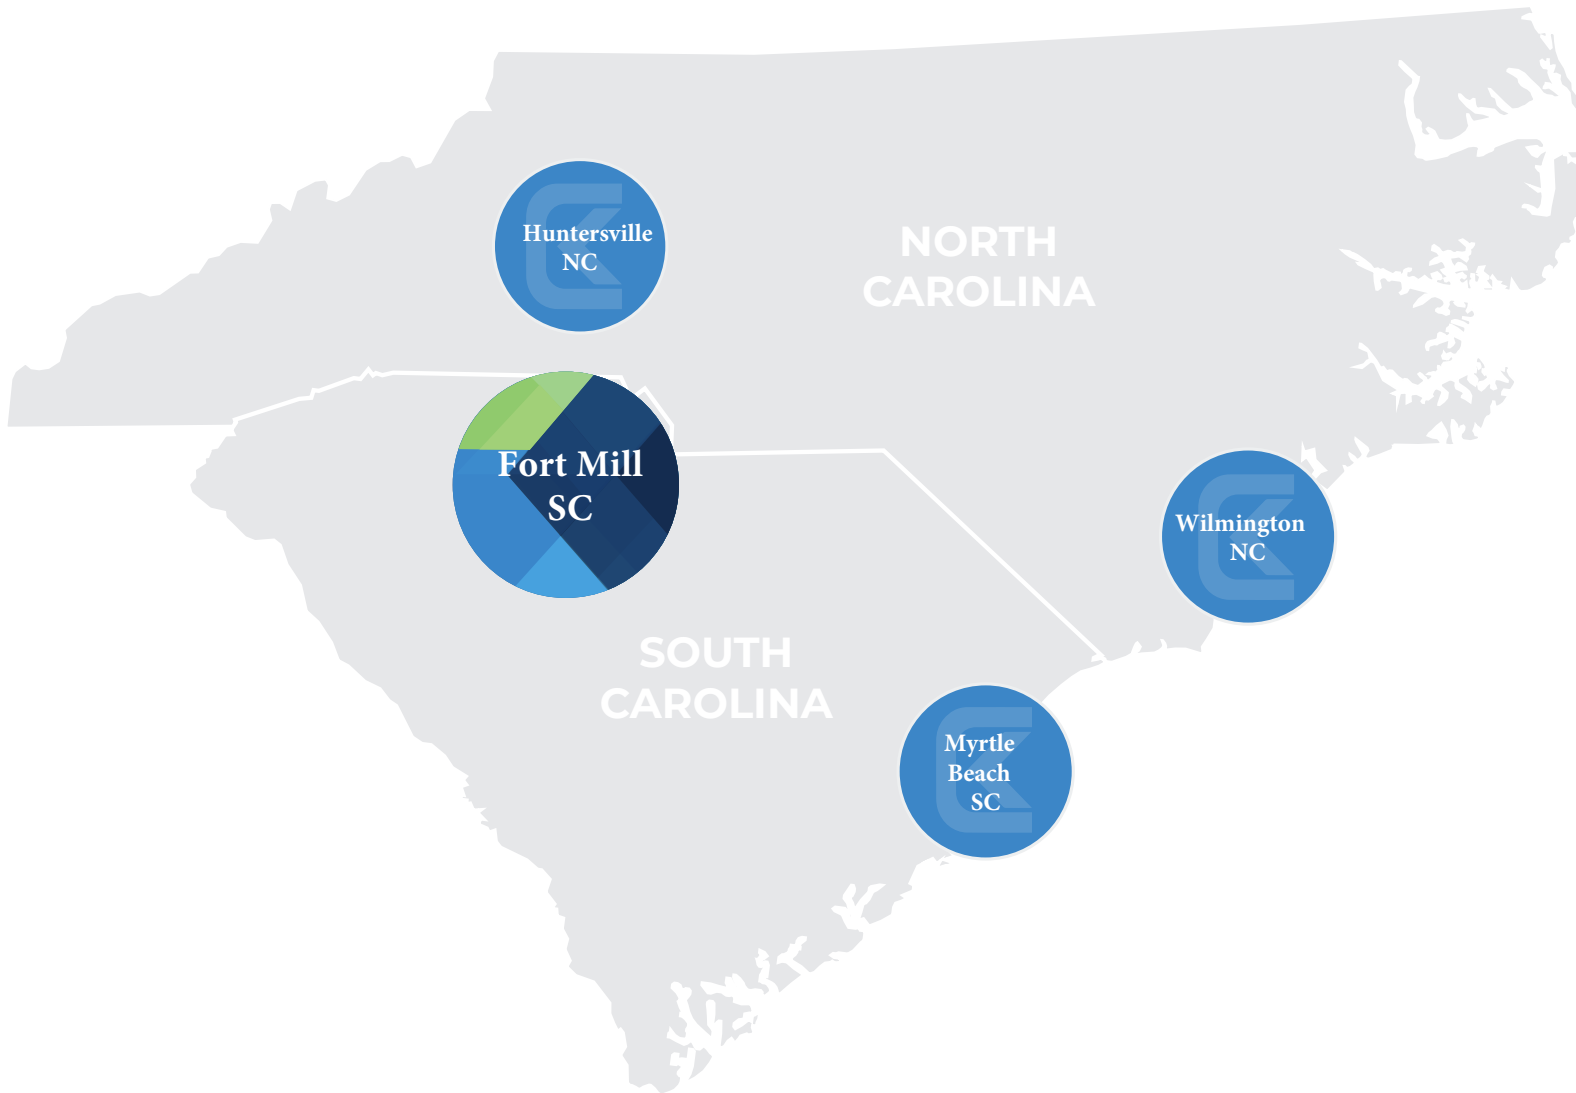 Huntersville
NC
NORTH
CAROLINA
Fort Mill
SC
Wilmington
NC
SOUTH
CAROLINA
Myrtle
Beach
SC